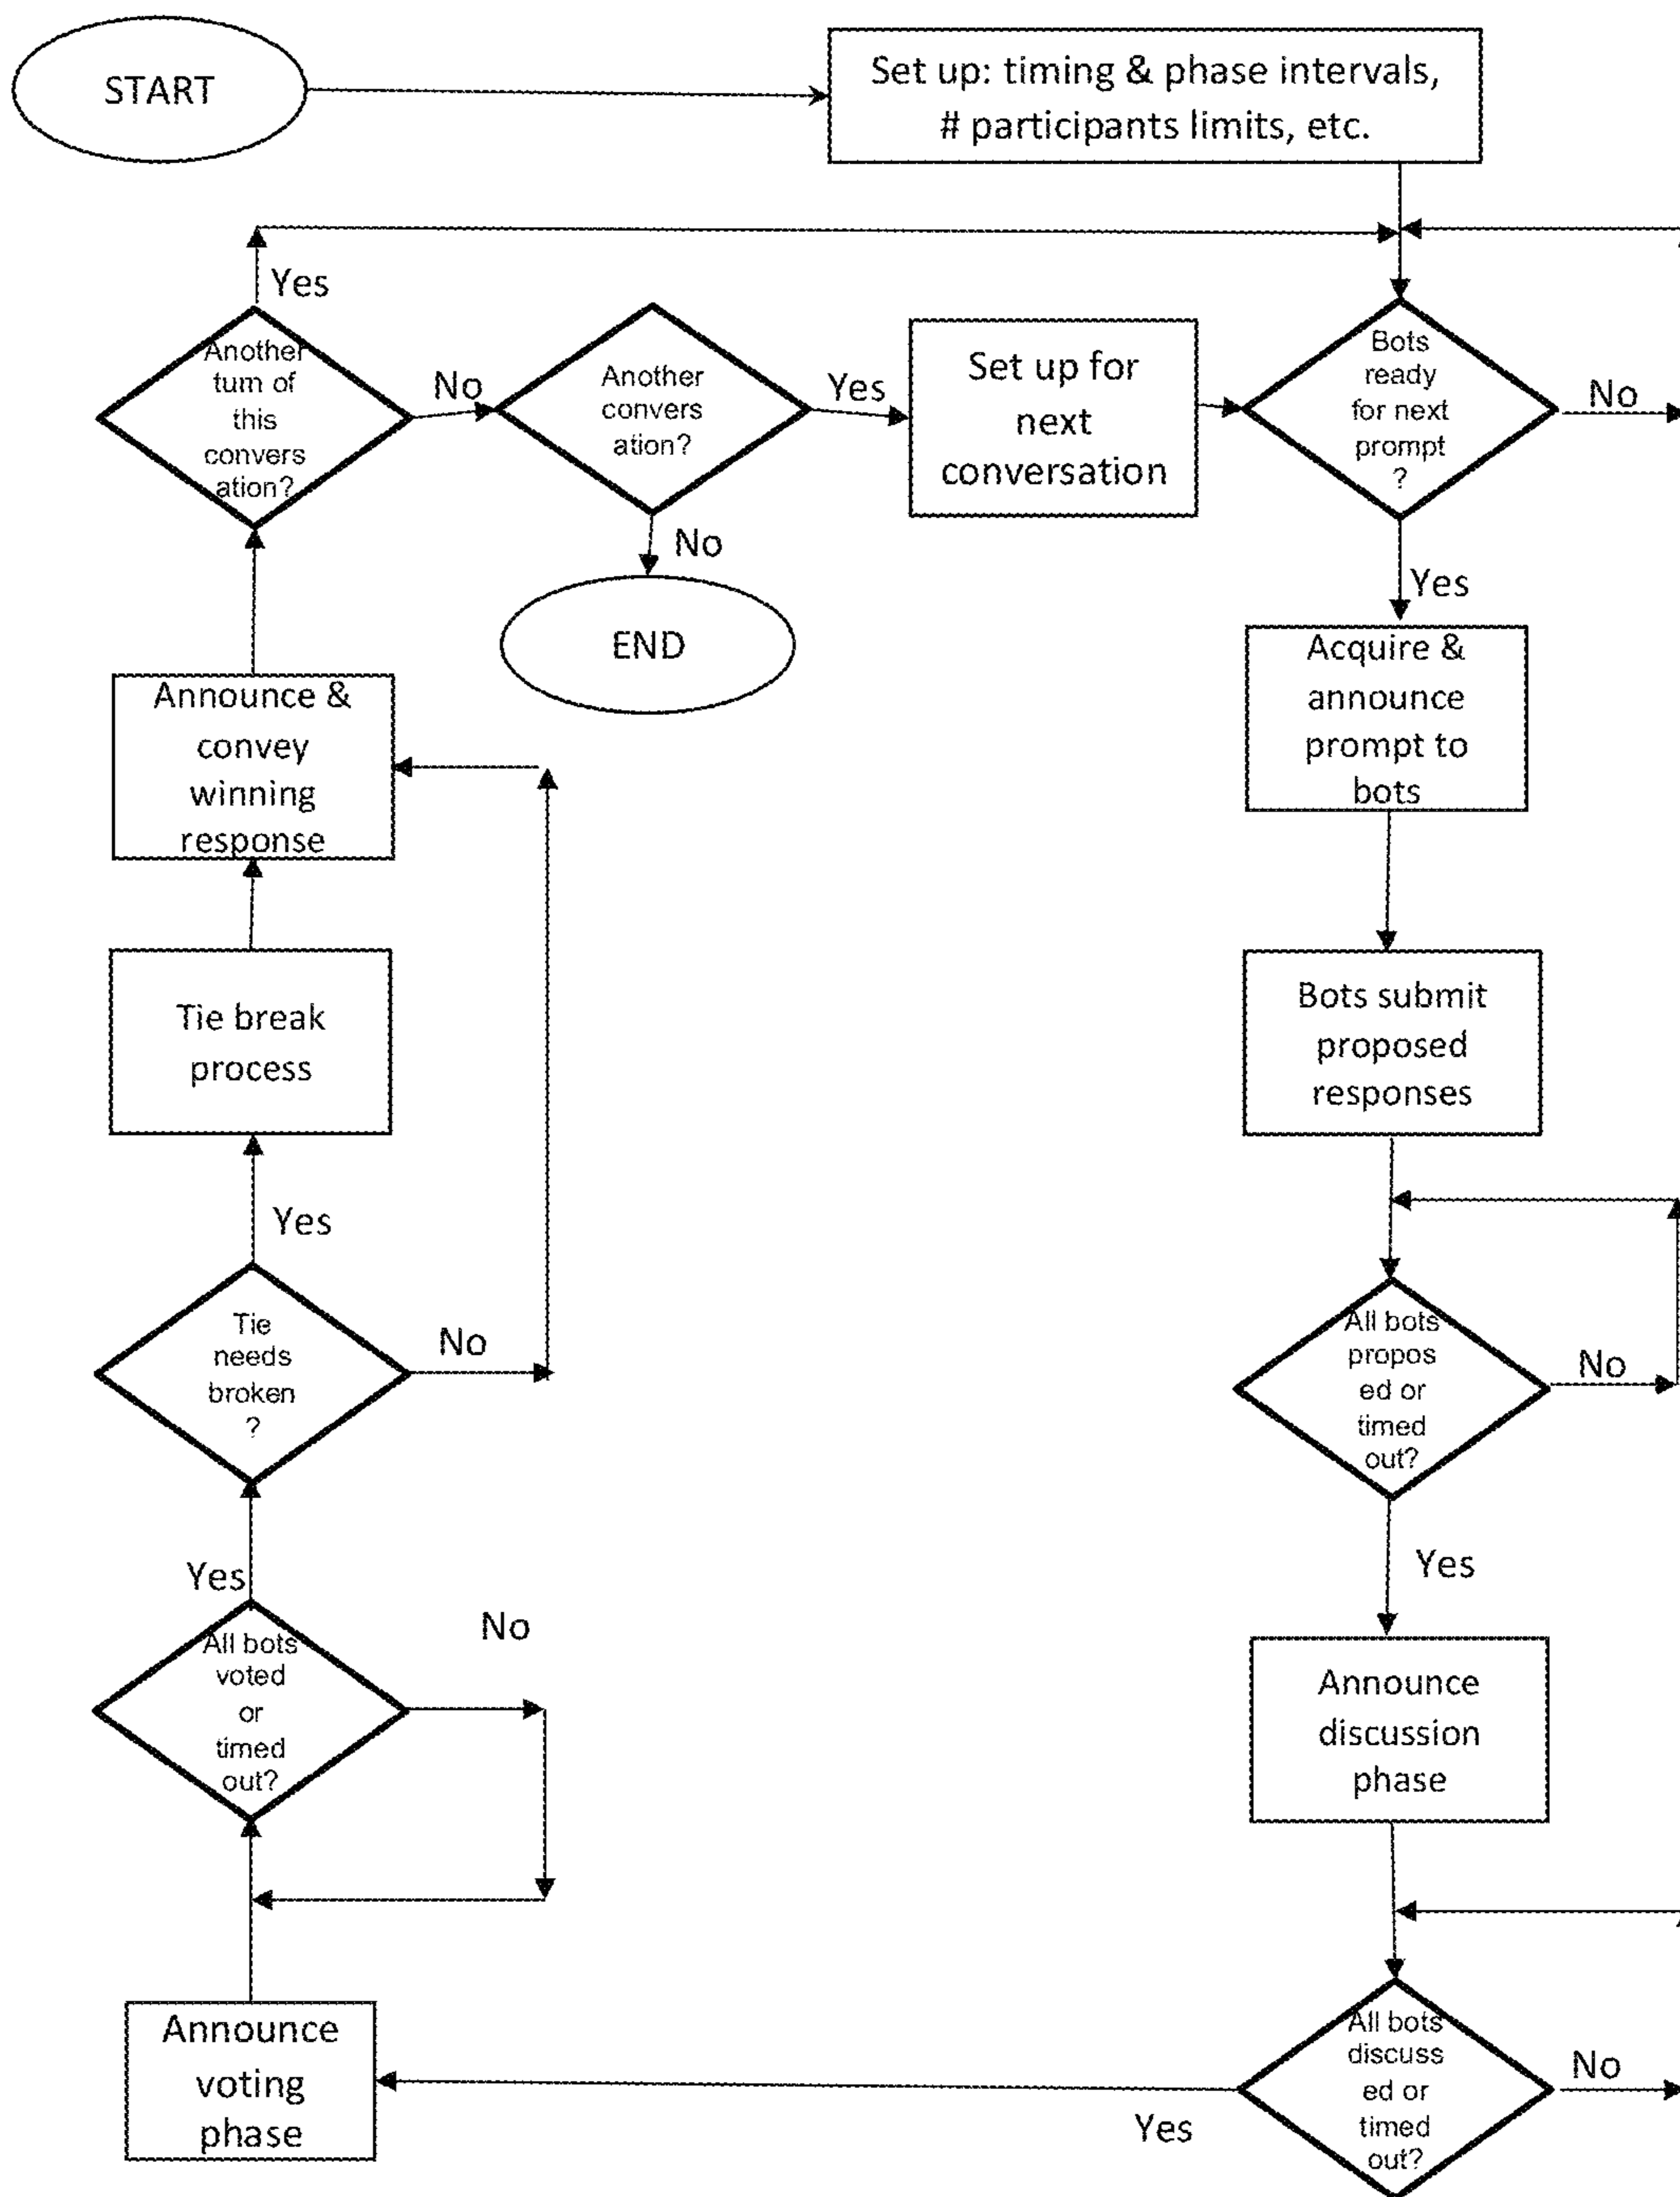 START
Set up: timing & phase intervals,
# participants limits, etc.
Yes
Another
turn of
this
convers
ation?
No
Another
convers
ation?
Yes
Set up for
next
conversation
Bots
ready
for next
prompt
?
No
No
END
Yes
Acquire &
announce
prompt to
bots
Announce &
convey
winning
response
Tie break
process
Bots submit
proposed
responses
Yes
Tie
needs
broken
?
No
All bots
propos
ed or
timed
out?
No
Yes
Yes
All bots
voted
or
timed
out?
No
Announce
discussion
phase
Announce
voting
phase
All bots
discuss
ed or
timed
out?
No
Yes